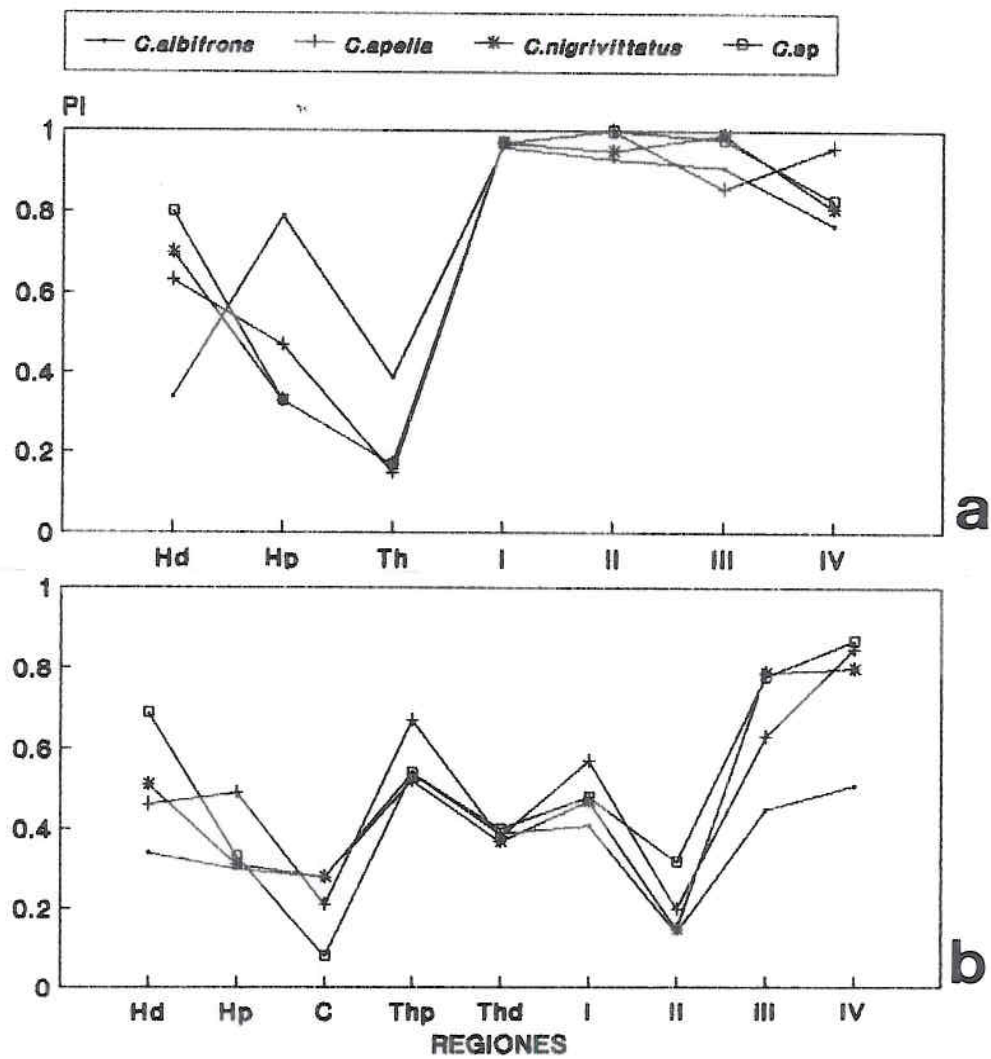 C.albifrons C.apella C.nigrivittatus C.sp
PI
1
0.8
0.6
0.4
0.2
0
Hd Hp Th I II III IV
a
1
0.8
0.6
0.4
0.2
0
Hd Hp C Thp Thd I II III IV
REGIONES
b